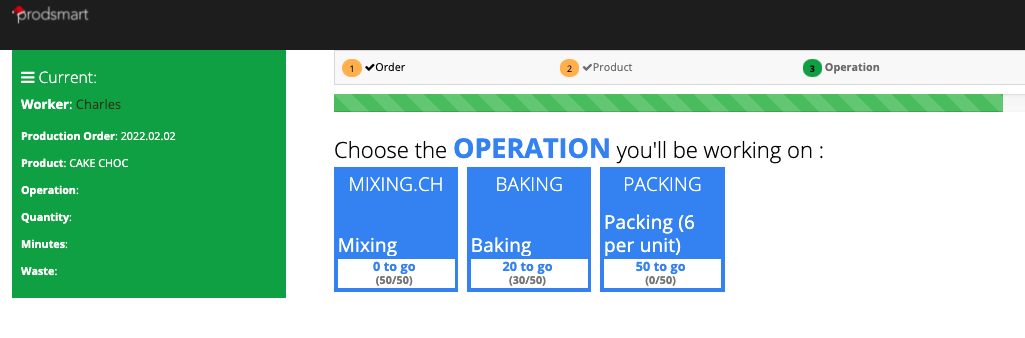 prodsmart
Current:
Worker: Charles
Production Order: 2022.02.02
Product: CAKE CHOC
Operation:
Quantity:
Minutes:
Waste:
1 Order
2 Product
3 Operation
Choose the OPERATION you'll be working on :
MIXING.CH
Mixing
0 to go
(50/50)
BAKING
Baking
20 to go
(30/50)
PACKING
Packing (6
per unit)
50 to go
(0/50)